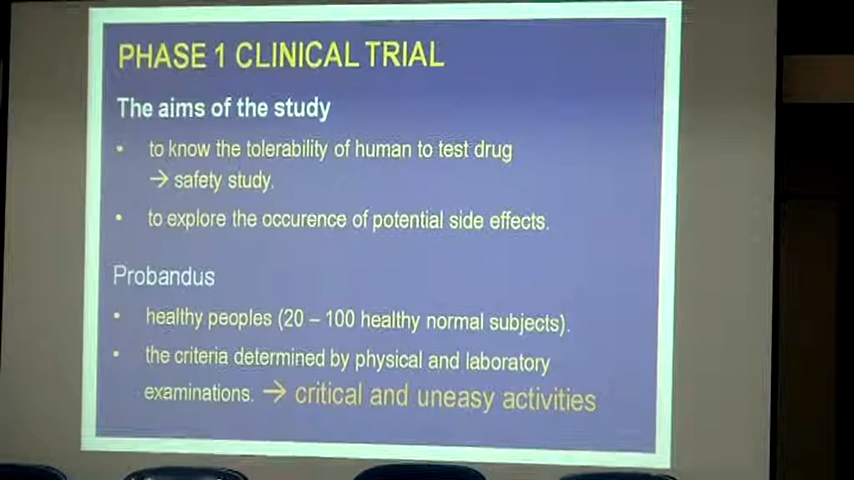 PHASE 1 CLINICAL TRIAL
The aims of the study
• to know the tolerability of human to test drug
→ safety study.
• to explore the occurence of potential side effects.
Probandus
• healthy peoples (20 – 100 healthy normal subjects).
• the criteria determined by physical and laboratory
examinations. → critical and uneasy activities